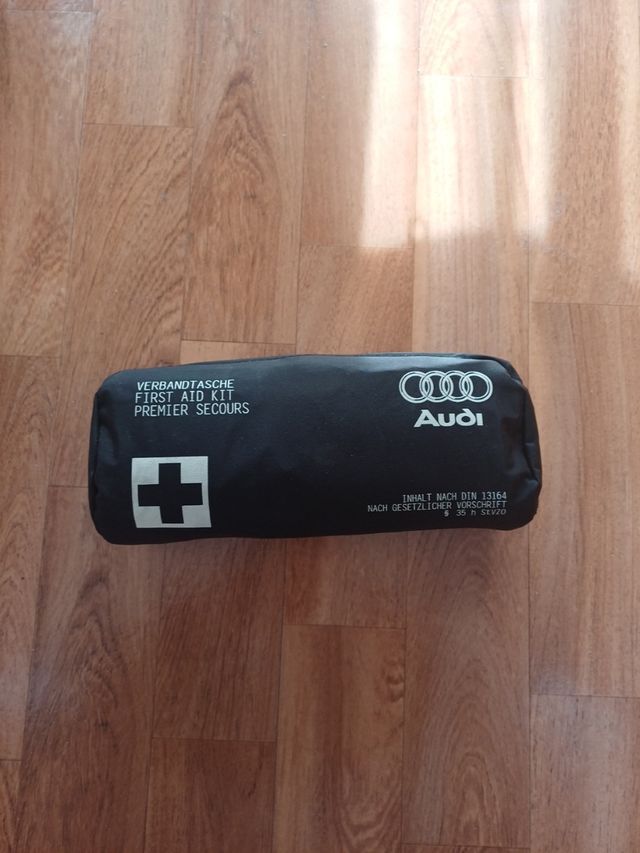 VERBANDTASCHE
FIRST AID KIT
PREMIER SECOURS
Audi
INHALT NACH DIN 13164
NACH GESETZLICHER VORSCHRIFT
§ 35 h StVZO